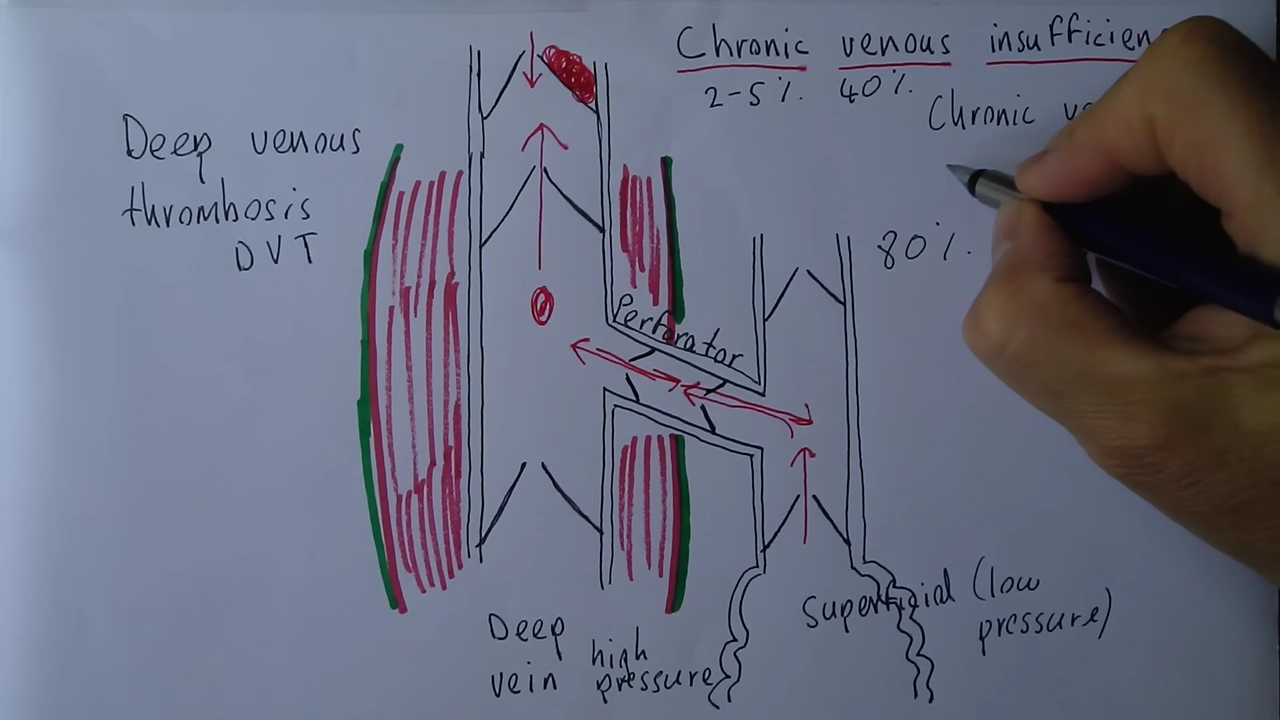 Chronic venous insufficien
2-5% 40%
Chronic
Deep venous
thrombosis
DVT
80%
Perforator
Deep
vein high
pressure
superficial (low
pressure)